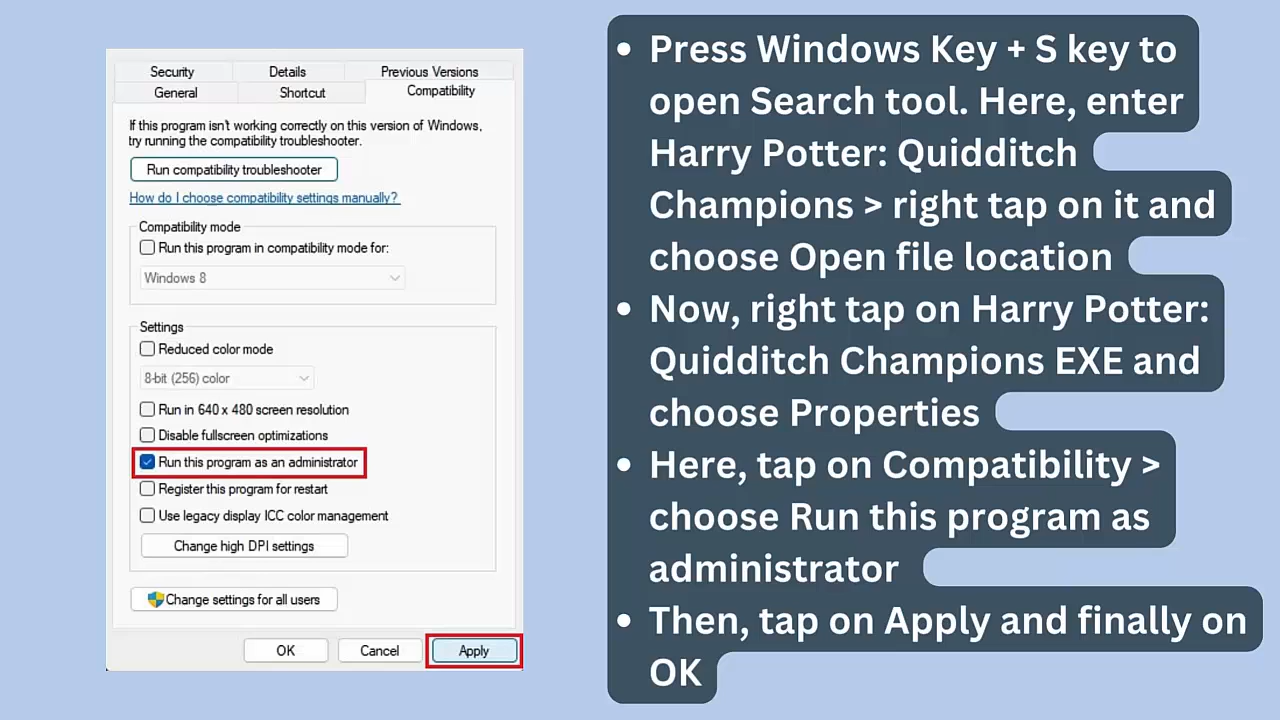 Security Details Previous Versions
General Shortcut Compatibility
If this program isn't working correctly on this version of Windows,
try running the compatibility troubleshooter.
Run compatibility troubleshooter
How do I choose compatibility settings manually?
Compatibility mode
Run this program in compatibility mode for:
Windows 8
Settings
Reduced color mode
8-bit (256) color
Run in 640 x 480 screen resolution
Disable fullscreen optimizations
Run this program as an administrator
Register this program for restart
Use legacy display ICC color management
Change high DPI settings
Change settings for all users
OK Cancel Apply
• Press Windows Key + S key to
open Search tool. Here, enter
Harry Potter: Quidditch
Champions > right tap on it and
choose Open file location
• Now, right tap on Harry Potter:
Quidditch Champions EXE and
choose Properties
• Here, tap on Compatibility >
choose Run this program as
administrator
• Then, tap on Apply and finally on
OK